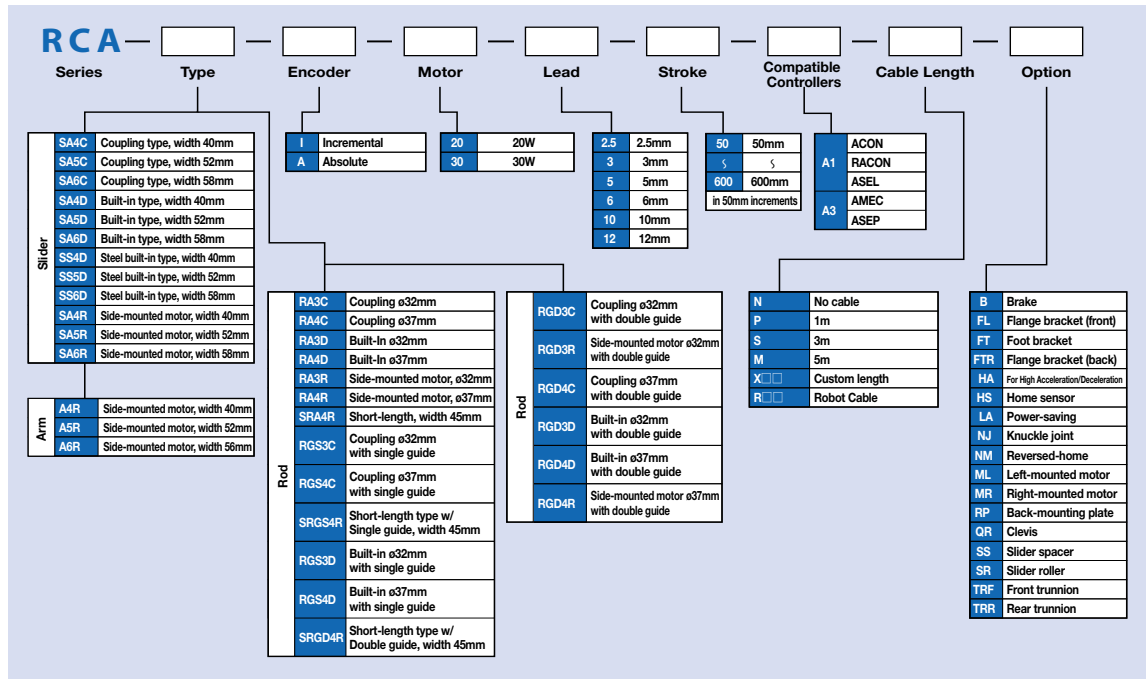 RCA — — — — — — — —
Series Type Encoder Motor Lead Stroke Compatible Controllers Cable Length Option
Slider
SA4C Coupling type, width 40mm
SA5C Coupling type, width 52mm
SA6C Coupling type, width 58mm
SA4D Built-in type, width 40mm
SA5D Built-in type, width 52mm
SA6D Built-in type, width 58mm
SS4D Steel built-in type, width 40mm
SS5D Steel built-in type, width 52mm
SS6D Steel built-in type, width 58mm
SA4R Side-mounted motor, width 40mm
SA5R Side-mounted motor, width 52mm
SA6R Side-mounted motor, width 58mm
Arm
A4R Side-mounted motor, width 40mm
A5R Side-mounted motor, width 52mm
A6R Side-mounted motor, width 56mm
I Incremental
A Absolute
20 20W
30 30W
2.5 2.5mm
3 3mm
5 5mm
6 6mm
10 10mm
12 12mm
50 50mm
〜 〜
600 600mm
in 50mm increments
A1 ACON
RACON
ASEL
A3 AMEC
ASEP
Rod
RA3C Coupling ø32mm
RA4C Coupling ø37mm
RA3D Built-In ø32mm
RA4D Built-In ø37mm
RA3R Side-mounted motor, ø32mm
RA4R Side-mounted motor, ø37mm
SRA4R Short-length, width 45mm
RGS3C Coupling ø32mm
with single guide
RGS4C Coupling ø37mm
with single guide
SRGS4R Short-length type w/
Single guide, width 45mm
RGS3D Built-in ø32mm
with single guide
RGS4D Built-in ø37mm
with single guide
SRGD4R Short-length type w/
Double guide, width 45mm
Rod
RGD3C Coupling ø32mm
with double guide
RGD3R Side-mounted motor ø32mm
with double guide
RGD4C Coupling ø37mm
with double guide
RGD3D Built-in ø32mm
with double guide
RGD4D Built-in ø37mm
with double guide
RGD4R Side-mounted motor ø37mm
with double guide
N No cable
P 1m
S 3m
M 5m
X□□ Custom length
R□□ Robot Cable
B Brake
FL Flange bracket (front)
FT Foot bracket
FTR Flange bracket (back)
HA For High Acceleration/Deceleration
HS Home sensor
LA Power-saving
NJ Knuckle joint
NM Reversed-home
ML Left-mounted motor
MR Right-mounted motor
RP Back-mounting plate
QR Clevis
SS Slider spacer
SR Slider roller
TRF Front trunnion
TRR Rear trunnion